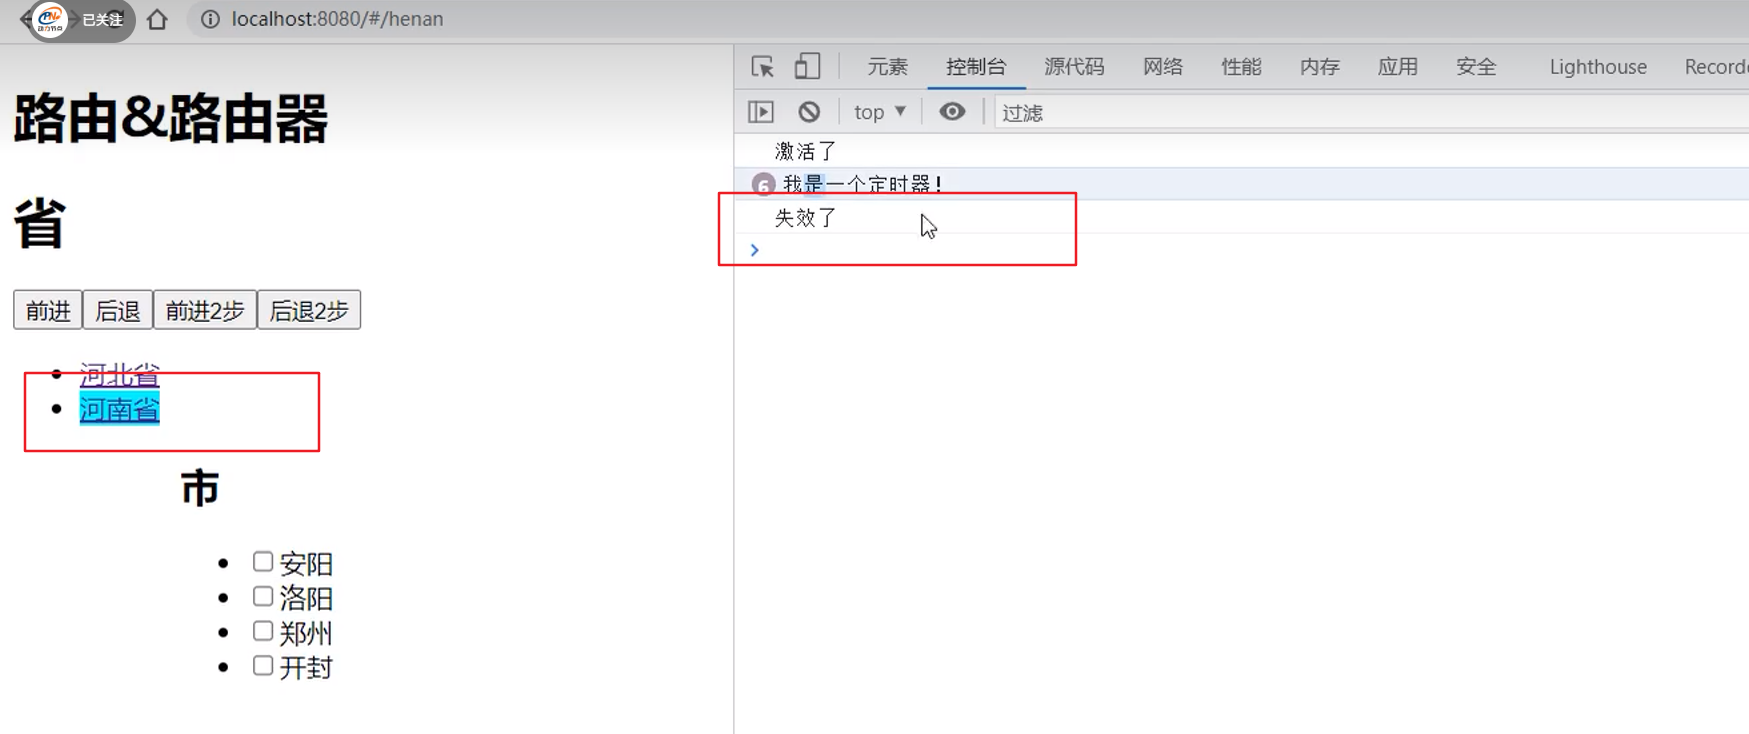 已关注
localhost:8080/#/henan
路由&路由器
省
前进 后退 前进2步 后退2步
河北省
河南省
市
安阳
洛阳
郑州
开封
元素 控制台 源代码 网络 性能 内存 应用 安全 Lighthouse Recorde
top 过滤
激活了
6 我是一个定时器!
失效了